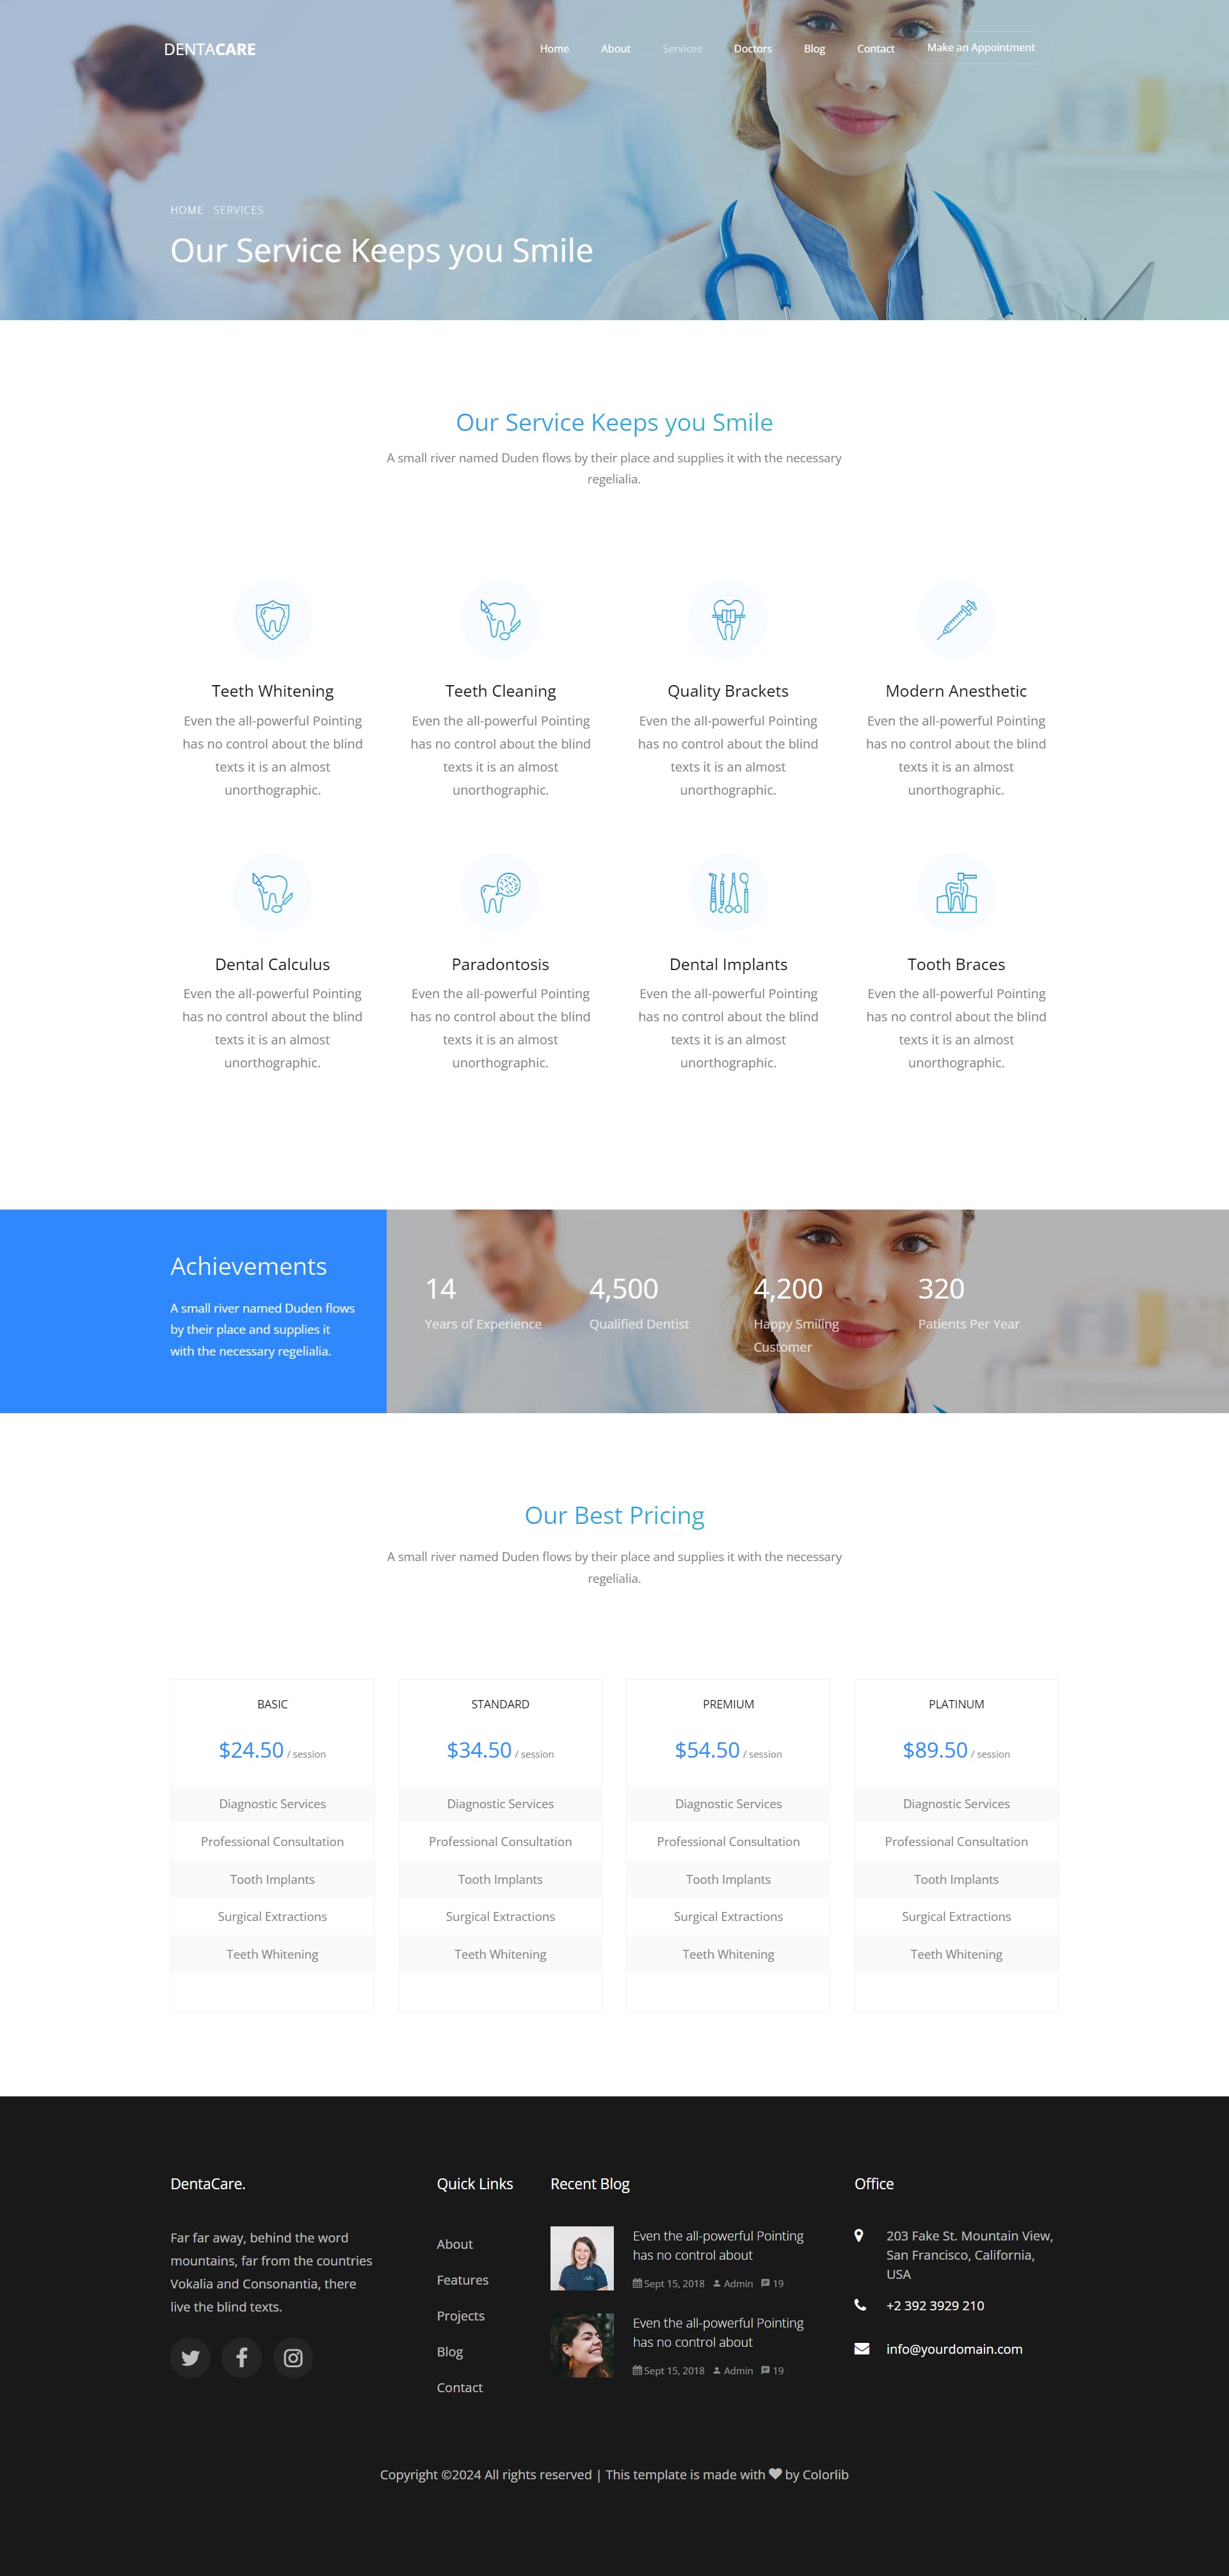 DENTACARE
Home About Services Doctors Blog Contact Make an Appointment
HOME SERVICES
Our Service Keeps you Smile
Our Service Keeps you Smile
A small river named Duden flows by their place and supplies it with the necessary
regelialia.
Teeth Whitening
Even the all-powerful Pointing
has no control about the blind
texts it is an almost
unorthographic.
Teeth Cleaning
Even the all-powerful Pointing
has no control about the blind
texts it is an almost
unorthographic.
Quality Brackets
Even the all-powerful Pointing
has no control about the blind
texts it is an almost
unorthographic.
Modern Anesthetic
Even the all-powerful Pointing
has no control about the blind
texts it is an almost
unorthographic.
Dental Calculus
Even the all-powerful Pointing
has no control about the blind
texts it is an almost
unorthographic.
Paradontosis
Even the all-powerful Pointing
has no control about the blind
texts it is an almost
unorthographic.
Dental Implants
Even the all-powerful Pointing
has no control about the blind
texts it is an almost
unorthographic.
Tooth Braces
Even the all-powerful Pointing
has no control about the blind
texts it is an almost
unorthographic.
Achievements
A small river named Duden flows
by their place and supplies it
with the necessary regelialia.
14
Years of Experience
4,500
Qualified Dentist
4,200
Happy Smiling
Customer
320
Patients Per Year
Our Best Pricing
A small river named Duden flows by their place and supplies it with the necessary
regelialia.
BASIC
$24.50 / session
Diagnostic Services
Professional Consultation
Tooth Implants
Surgical Extractions
Teeth Whitening
STANDARD
$34.50 / session
Diagnostic Services
Professional Consultation
Tooth Implants
Surgical Extractions
Teeth Whitening
PREMIUM
$54.50 / session
Diagnostic Services
Professional Consultation
Tooth Implants
Surgical Extractions
Teeth Whitening
PLATINUM
$89.50 / session
Diagnostic Services
Professional Consultation
Tooth Implants
Surgical Extractions
Teeth Whitening
DentaCare.
Far far away, behind the word
mountains, far from the countries
Vokalia and Consonantia, there
live the blind texts.
Quick Links
About
Features
Projects
Blog
Contact
Recent Blog
Even the all-powerful Pointing
has no control about
Sept 15, 2018 Admin 19
Even the all-powerful Pointing
has no control about
Sept 15, 2018 Admin 19
Office
203 Fake St. Mountain View,
San Francisco, California,
USA
+2 392 3929 210
info@yourdomain.com
Copyright ©2024 All rights reserved | This template is made with ♥ by Colorlib